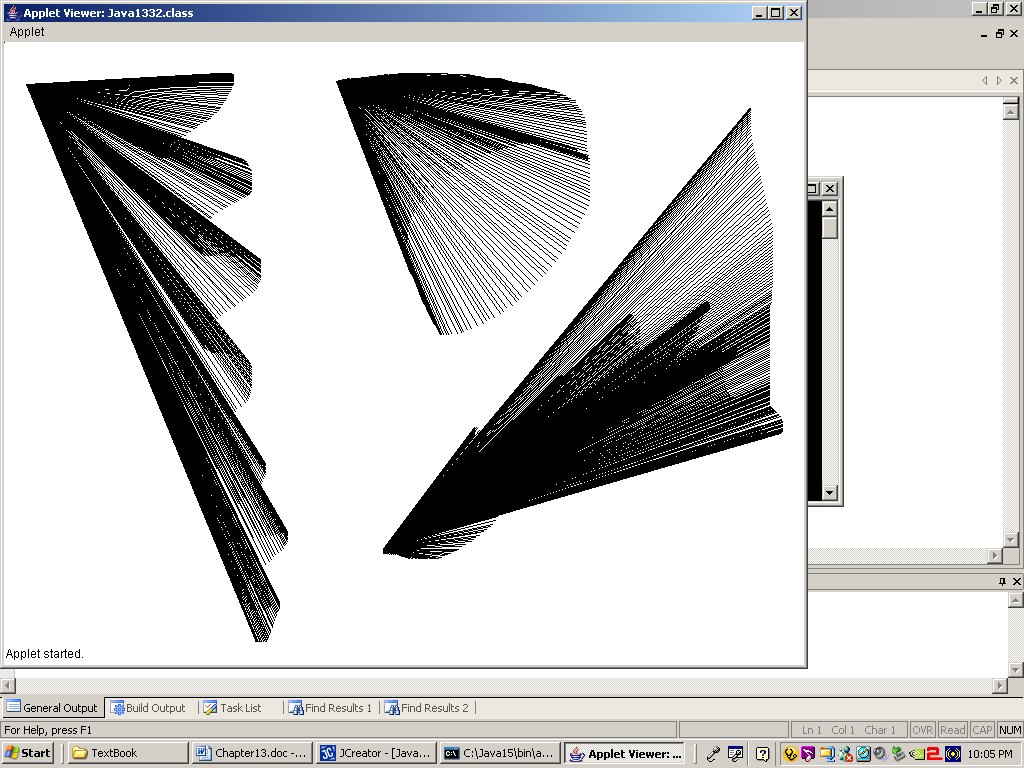 Applet Viewer: Java1332.class
Applet
Applet started.
General Output Build Output Task List Find Results 1 Find Results 2
For Help, press F1 Ln 1 Col 1 Char 1 OVR Read CAP NUM
Start TextBook Chapter13.doc -... JCreator - [Java... C:\Java15\bin\a... Applet Viewer: ... 10:05 PM